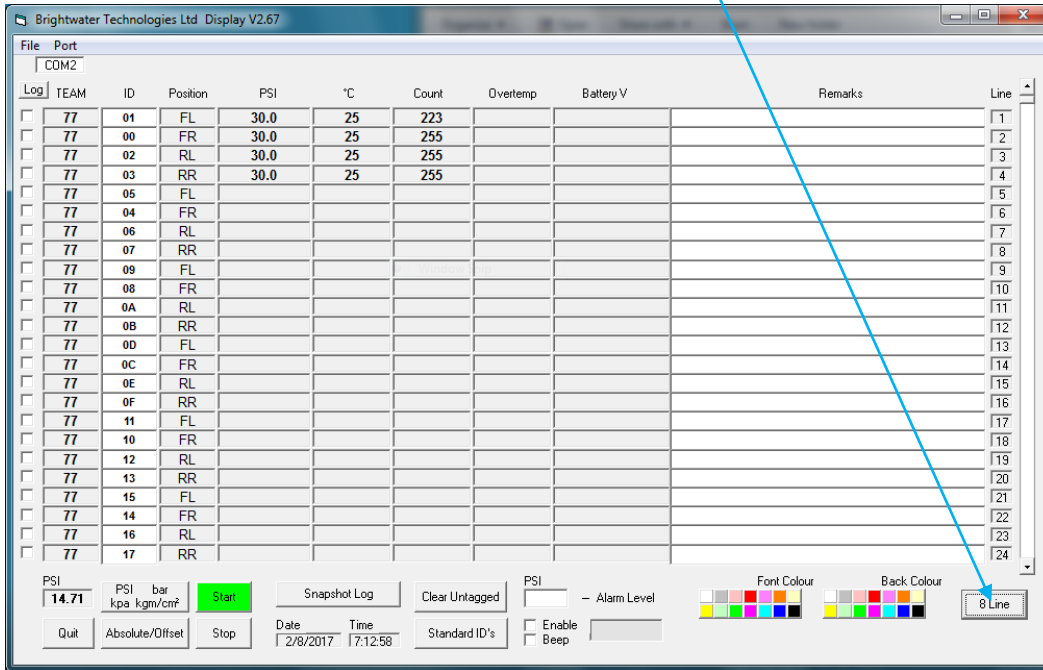 Brightwater Technologies Ltd Display V2.67
File Port
COM2
Log TEAM ID Position PSI °C Count Overtemp Battery V Remarks Line
77 01 FL 30.0 25 223 1
77 00 FR 30.0 25 255 2
77 02 RL 30.0 25 255 3
77 03 RR 30.0 25 255 4
77 05 FL 5
77 04 FR 6
77 06 RL 7
77 07 RR 8
77 09 FL 9
77 08 FR 10
77 0A RL 11
77 0B RR 12
77 0D FL 13
77 0C FR 14
77 0E RL 15
77 0F RR 16
77 11 FL 17
77 10 FR 18
77 12 RL 19
77 13 RR 20
77 15 FL 21
77 14 FR 22
77 16 RL 23
77 17 RR 24
PSI PSI Font Colour Back Colour
14.71 PSI bar kpa kgm/cm² Start Snapshot Log Clear Untagged – Alarm Level 8 Line
Quit Absolute/Offset Stop Date Time Standard ID's Enable
2/8/2017 7:12:58 Beep